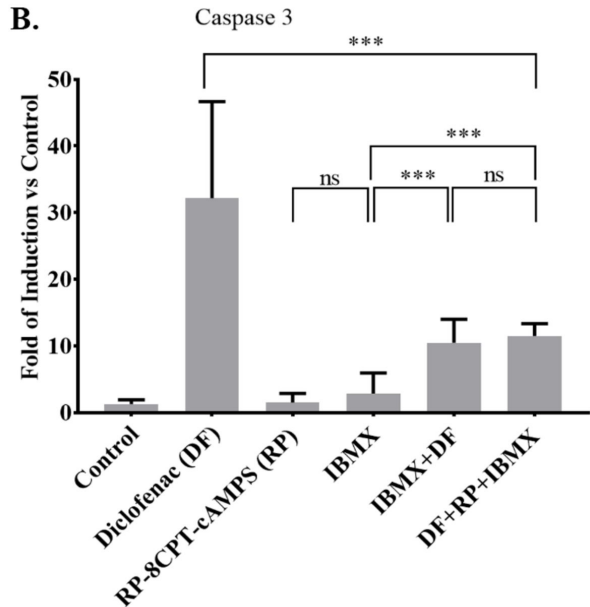 B.
Caspase 3
***
50
***
40
ns
***
ns
30
20
10
0
Fold of Induction vs Control
Control
Diclofenac (DF)
RP-8CPT-cAMPS (RP)
IBMX
IBMX+DF
DF+RP+IBMX